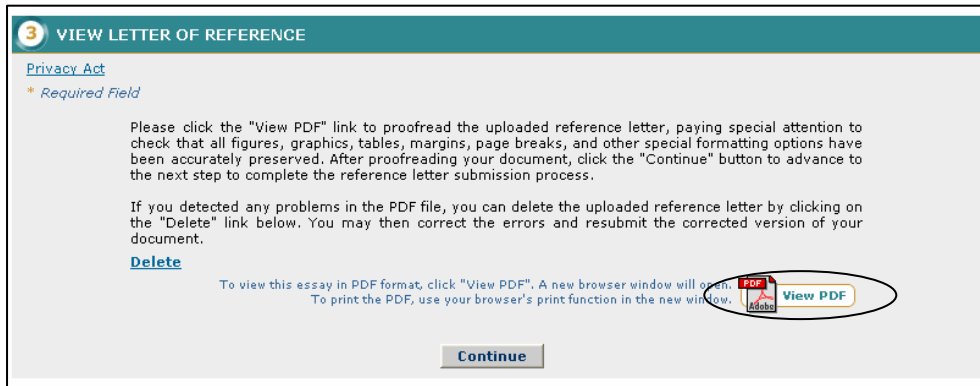 3 VIEW LETTER OF REFERENCE
Privacy Act
* Required Field
Please click the "View PDF" link to proofread the uploaded reference letter, paying special attention to
check that all figures, graphics, tables, margins, page breaks, and other special formatting options have
been accurately preserved. After proofreading your document, click the "Continue" button to advance to
the next step to complete the reference letter submission process.
If you detected any problems in the PDF file, you can delete the uploaded reference letter by clicking on
the "Delete" link below. You may then correct the errors and resubmit the corrected version of your
document.
Delete
To view this essay in PDF format, click "View PDF". A new browser window will open.
To print the PDF, use your browser's print function in the new window.
PDF
Adobe
View PDF
Continue